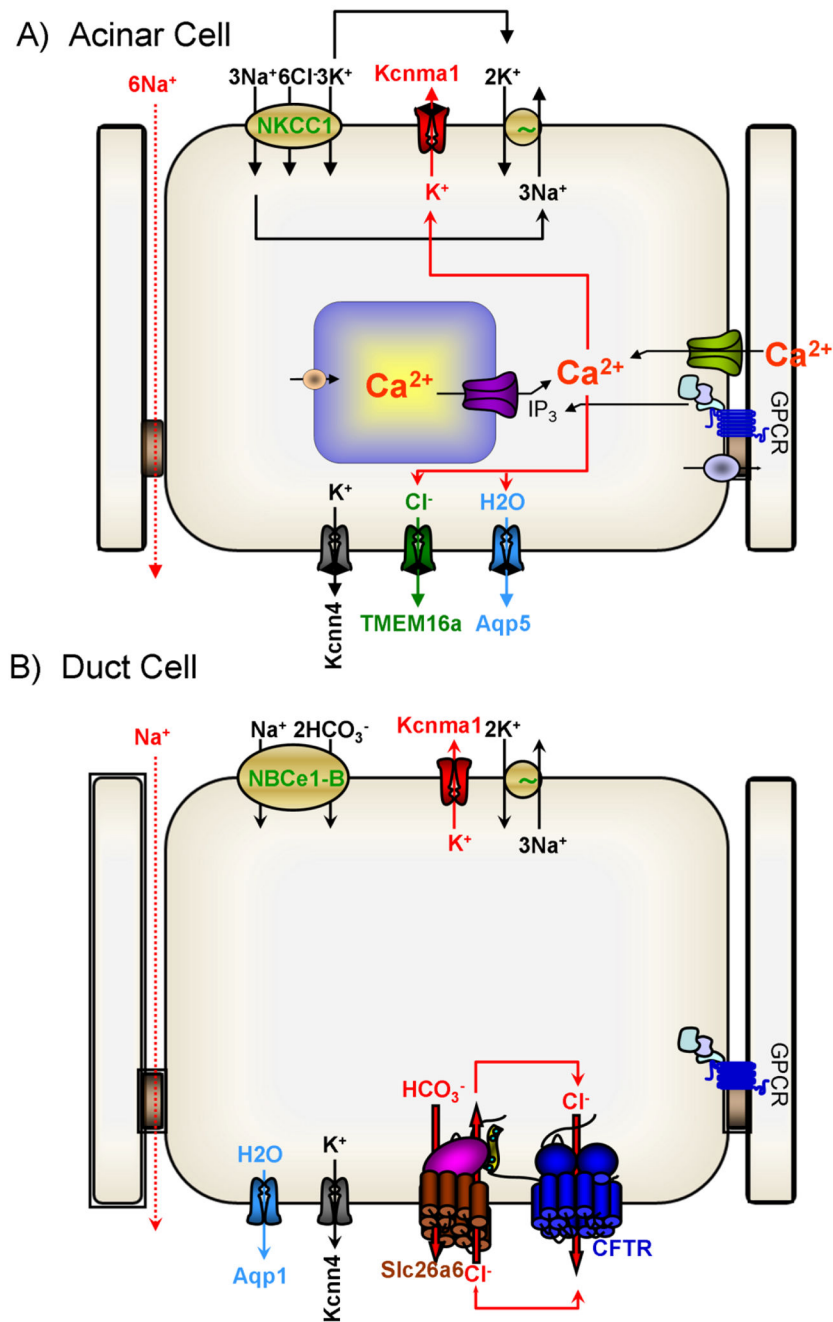 A) Acinar Cell
6Na⁺
3Na⁺ 6Cl⁻ 3K⁺
Kcnma1
2K⁺
NKCC1
~
K⁺
3Na⁺
Ca²⁺
Ca²⁺
Ca²⁺
IP₃
GPCR
K⁺
Cl⁻
H2O
Kcnn4
TMEM16a
Aqp5
B) Duct Cell
Na⁺
Na⁺ 2HCO₃⁻
Kcnma1
2K⁺
NBCe1-B
~
K⁺
3Na⁺
GPCR
HCO₃⁻
Cl⁻
H2O
K⁺
Aqp1
Kcnn4
Slc26a6
Cl⁻
CFTR